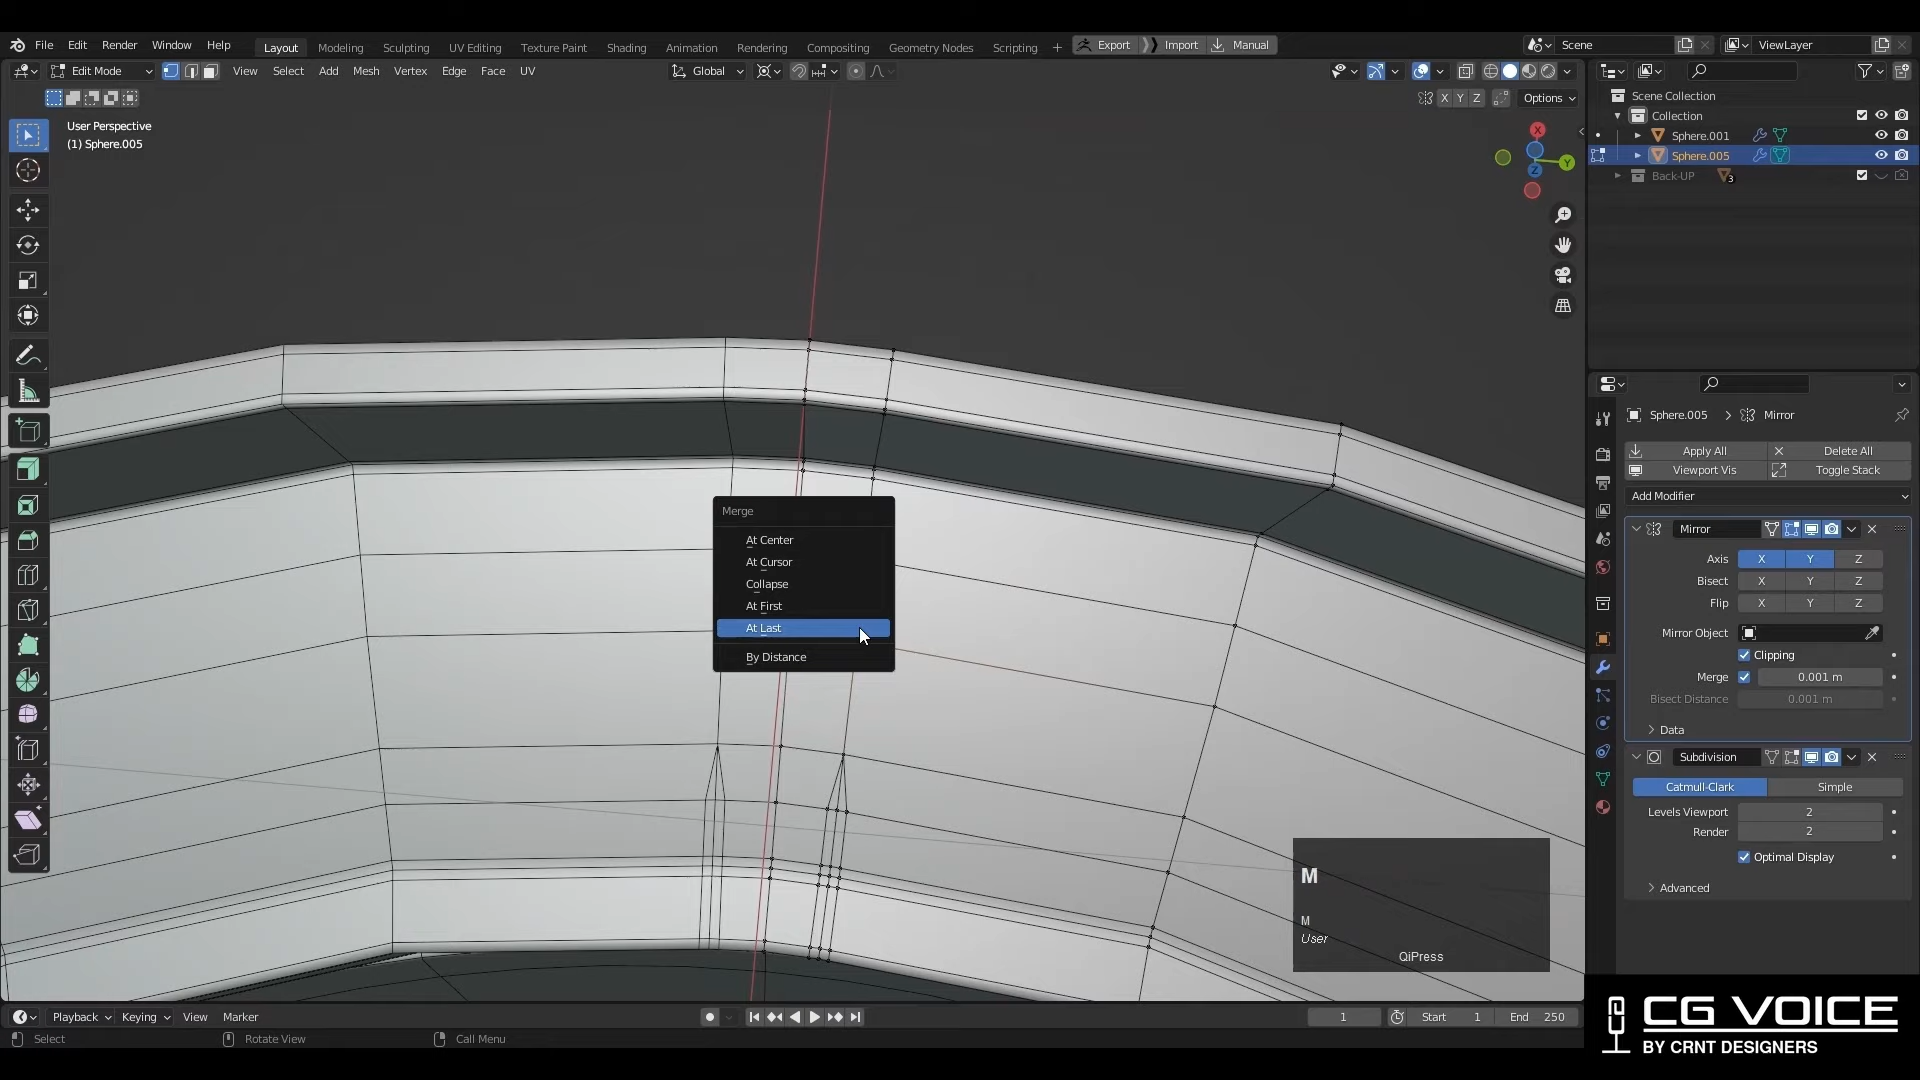 File Edit Render Window Help Layout Modeling Sculpting UV Editing Texture Paint Shading Animation Rendering Compositing Geometry Nodes Scripting + Export Import Manual Scene ViewLayer
Edit Mode View Select Add Mesh Vertex Edge Face UV Global
X Y Z Options
User Perspective
(1) Sphere.005
X
Y
Z
Scene Collection
Collection
Sphere.001
Sphere.005
Back-UP 3
Sphere.005 > Mirror
Apply All Delete All
Viewport Vis Toggle Stack
Add Modifier
Mirror
Axis X Y Z
Bisect X Y Z
Flip X Y Z
Mirror Object
Clipping
Merge 0.001 m
Bisect Distance 0.001 m
Data
Subdivision
Catmull-Clark Simple
Levels Viewport 2
Render 2
Optimal Display
Advanced
Merge
At Center
At Cursor
Collapse
At First
At Last
By Distance
M
M
User
QiPress
Playback Keying View Marker 1 Start 1 End 250
Select Rotate View Call Menu
CG VOICE
BY CRNT DESIGNERS